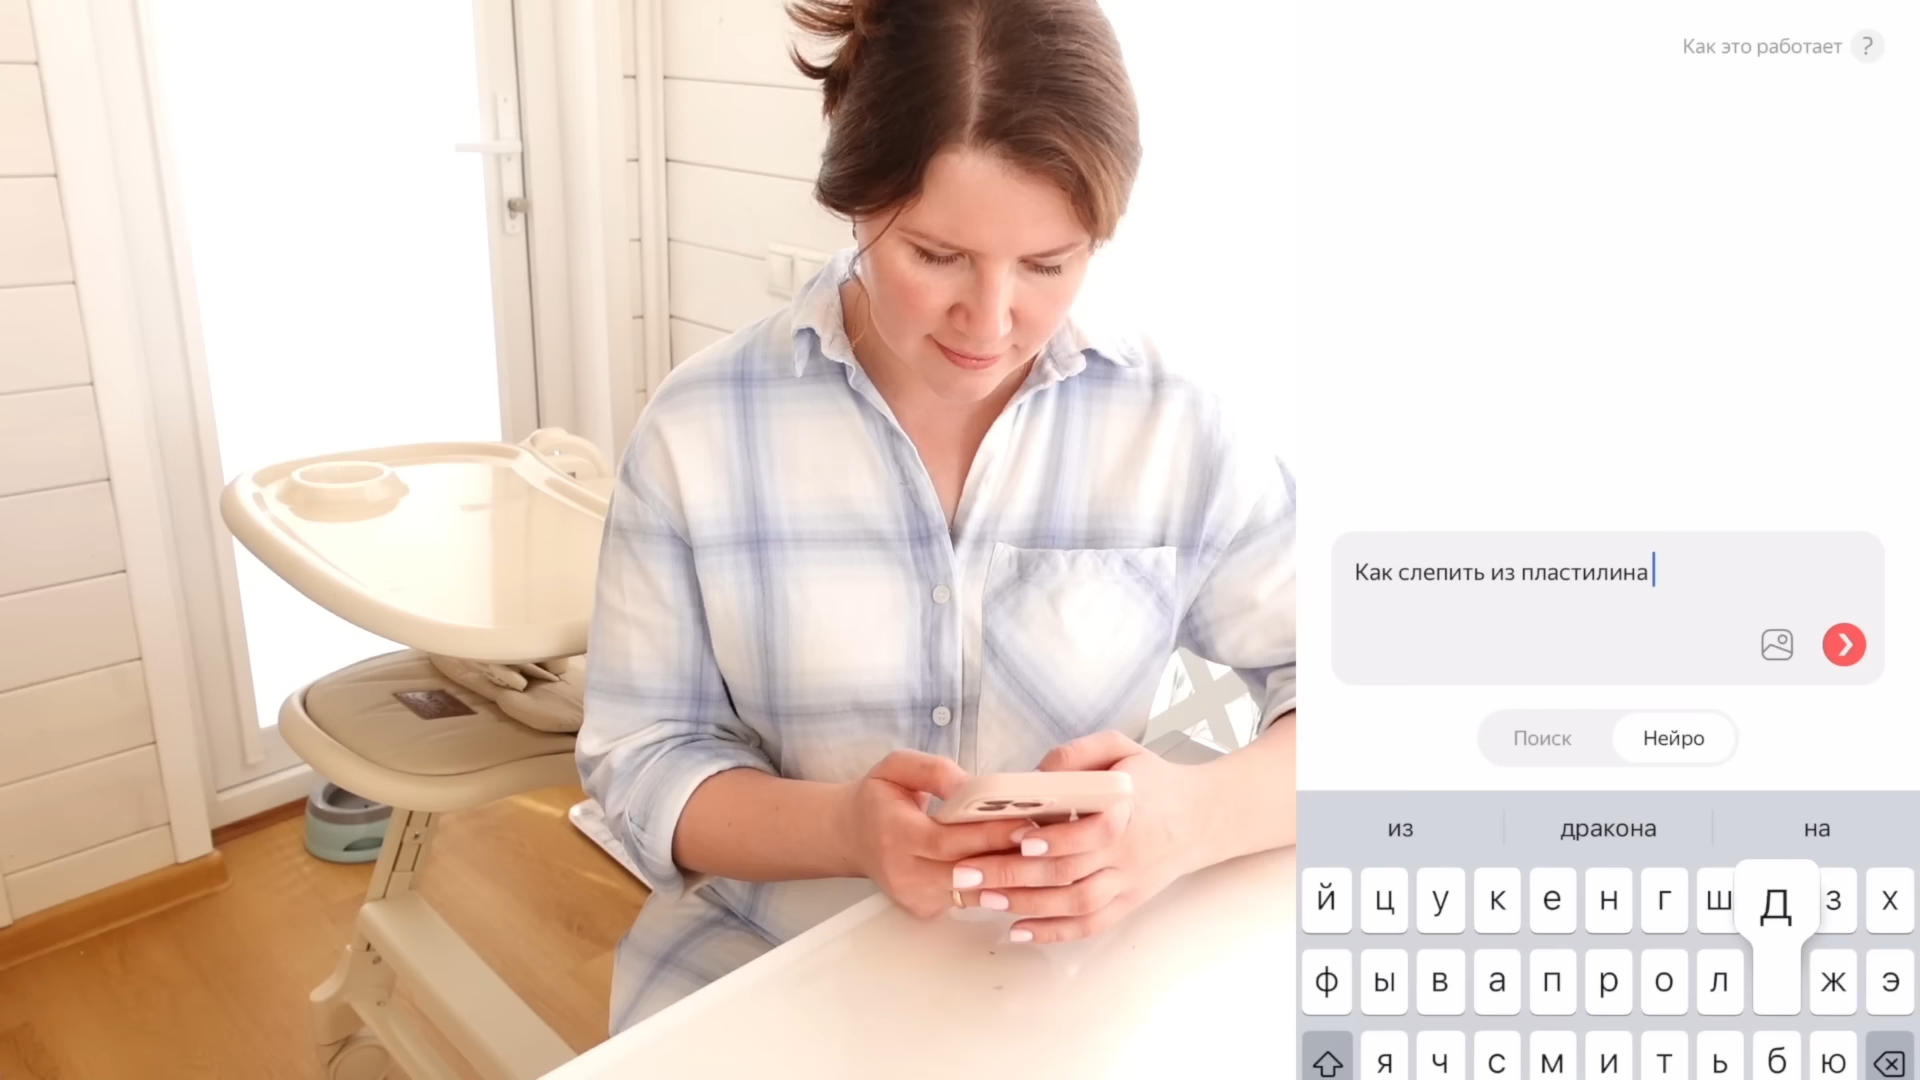 Как это работает ?
Как слепить из пластилина
Поиск Нейро
из дракона на
й ц у к е н г ш Д з х
ф ы в а п р о л ж э
я ч с м и т ь б ю